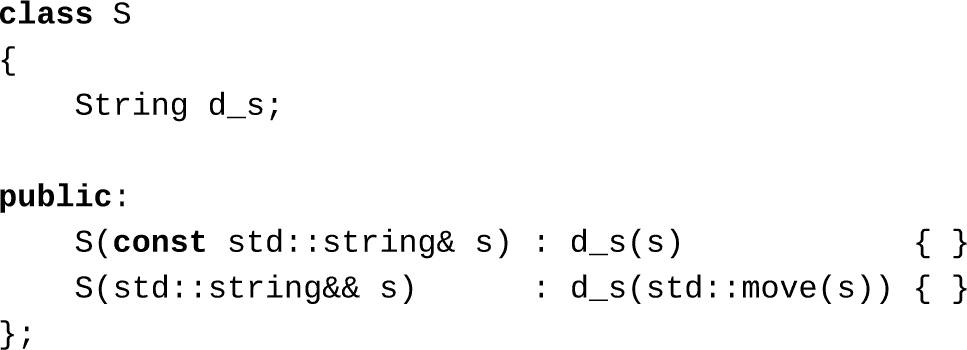 class S
{
    String d_s;

public:
    S(const std::string& s) : d_s(s)            { }
    S(std::string&& s)      : d_s(std::move(s)) { }
};